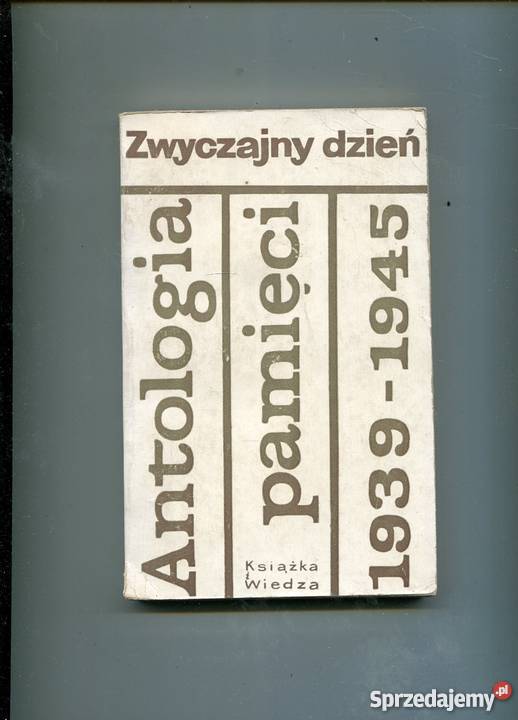 Zwyczajny dzień
Antologia
pamięci
1939-1945
Książka
i
Wiedza
Sprzedajemy.pl